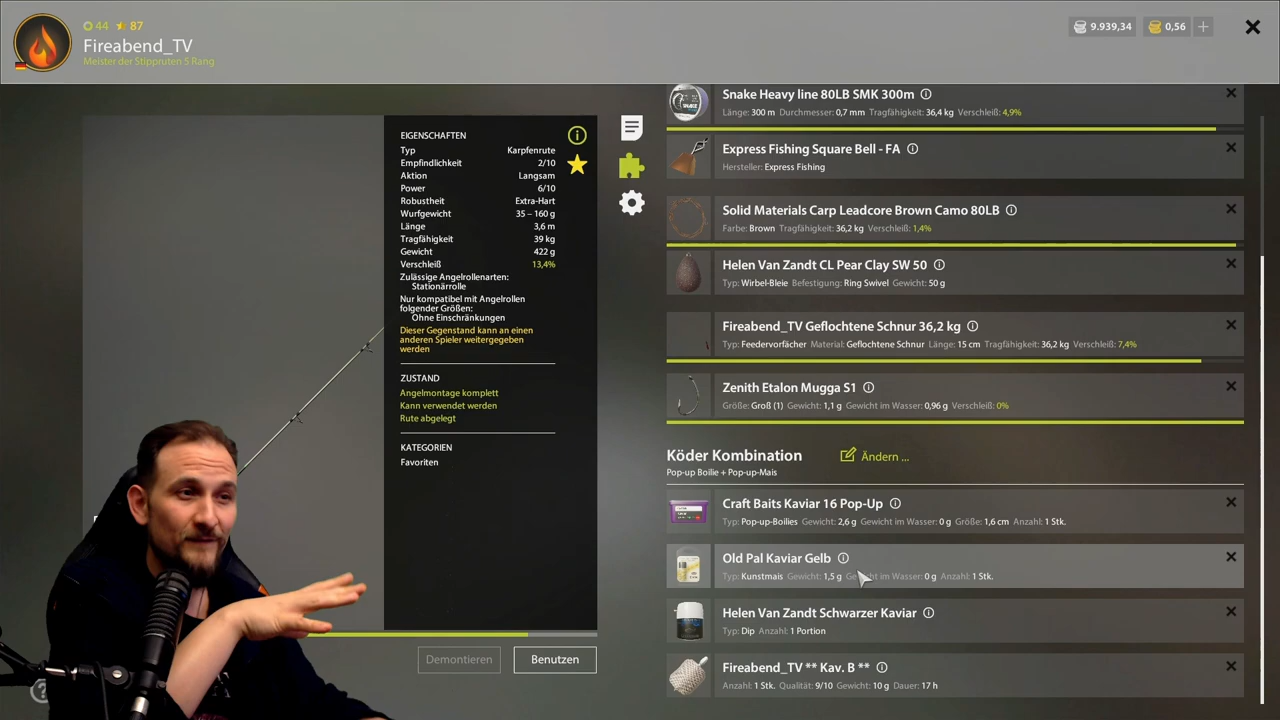 44 87
Fireabend_TV
Meister der Stippruten 5 Rang
9.939,34
0,56
EIGENSCHAFTEN
Typ Karpfenrute
Empfindlichkeit 2/10
Aktion Langsam
Power 6/10
Robustheit Extra-Hart
Wurfgewicht 35 – 160 g
Länge 3,6 m
Tragfähigkeit 39 kg
Gewicht 422 g
Verschleiß 13,4%
Zulässige Angelrollenarten:
Stationärrolle
Nur kompatibel mit Angelrollen
folgender Größen:
Ohne Einschränkungen
Dieser Gegenstand kann an einen
anderen Spieler weitergegeben
werden
ZUSTAND
Angelmontage komplett
Kann verwendet werden
Rute abgelegt
KATEGORIEN
Favoriten
Demontieren
Benutzen
Snake Heavy line 80LB SMK 300m
Länge: 300 m Durchmesser: 0,7 mm Tragfähigkeit: 36,4 kg Verschleiß: 4,9%
Express Fishing Square Bell - FA
Hersteller: Express Fishing
Solid Materials Carp Leadcore Brown Camo 80LB
Farbe: Brown Tragfähigkeit: 36,2 kg Verschleiß: 1,4%
Helen Van Zandt CL Pear Clay SW 50
Typ: Wirbel-Bleie Befestigung: Ring Swivel Gewicht: 50 g
Fireabend_TV Geflochtene Schnur 36,2 kg
Typ: Feedervorfächer Material: Geflochtene Schnur Länge: 15 cm Tragfähigkeit: 36,2 kg Verschleiß: 7,4%
Zenith Etalon Mugga S1
Größe: Groß (1) Gewicht: 1,1 g Gewicht im Wasser: 0,96 g Verschleiß: 0%
Köder Kombination
Ändern ...
Pop-up Boilie + Pop-up-Mais
Craft Baits Kaviar 16 Pop-Up
Typ: Pop-up-Boilies Gewicht: 2,6 g Gewicht im Wasser: 0 g Größe: 1,6 cm Anzahl: 1 Stk.
Old Pal Kaviar Gelb
Typ: Kunstmais Gewicht: 1,5 g Gewicht im Wasser: 0 g Anzahl: 1 Stk.
Helen Van Zandt Schwarzer Kaviar
Typ: Dip Anzahl: 1 Portion
Fireabend_TV ** Kav. B **
Anzahl: 1 Stk. Qualität: 9/10 Gewicht: 10 g Dauer: 17 h